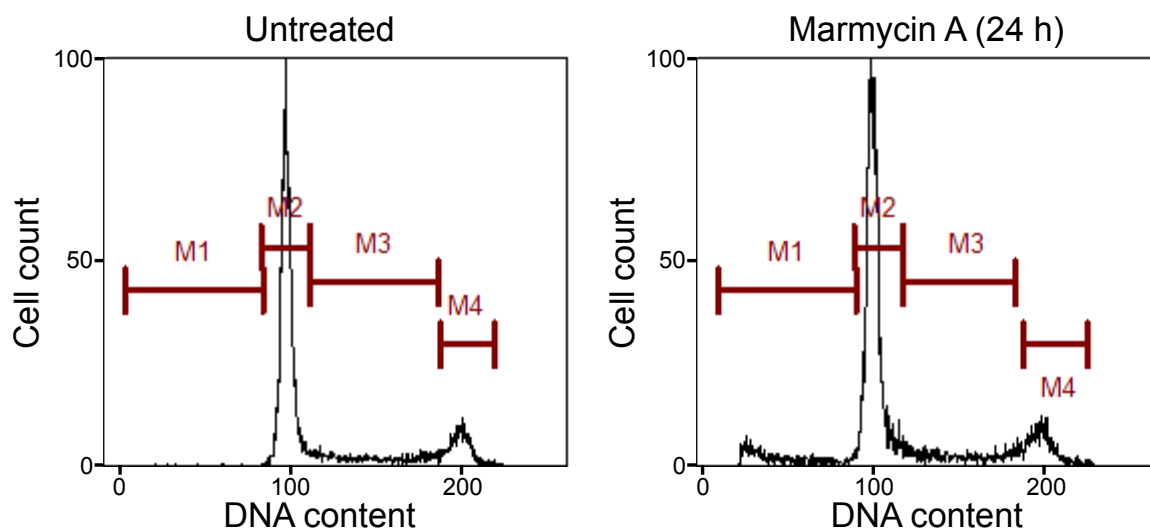 Untreated
100
50
0
Cell count
M1
M2
M3
M4
0
100
200
DNA content
Marmycin A (24 h)
100
50
0
Cell count
M1
M2
M3
M4
0
100
200
DNA content